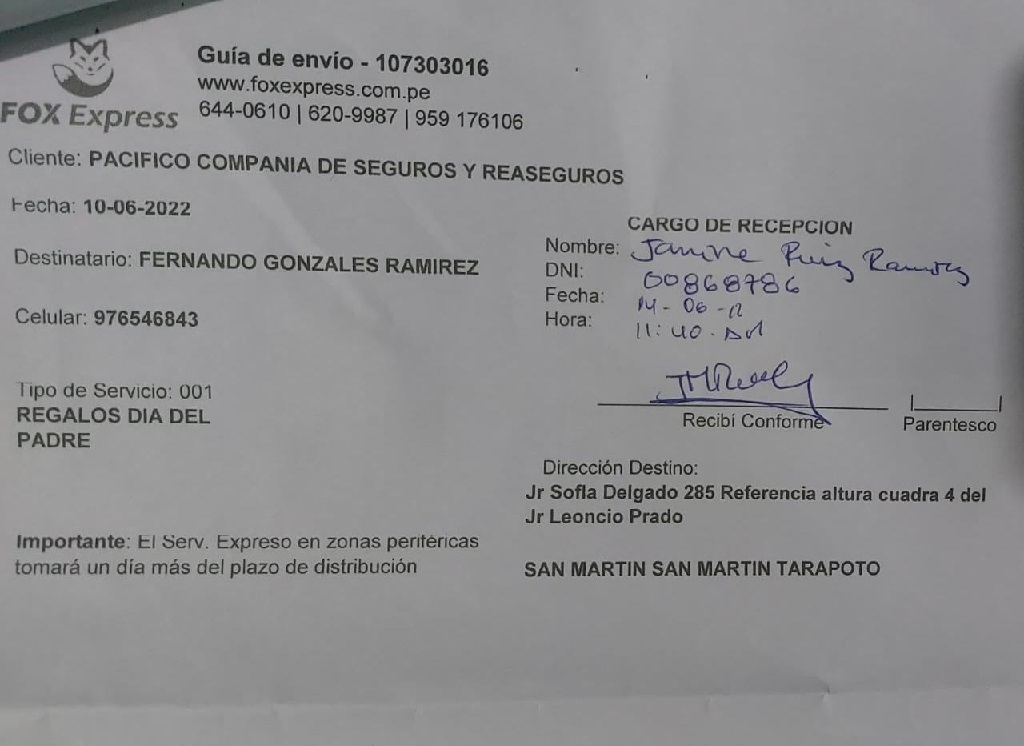 FOX Express
Guía de envío - 107303016
www.foxexpress.com.pe
644-0610 | 620-9987 | 959 176106
Cliente: PACIFICO COMPANIA DE SEGUROS Y REASEGUROS
Fecha: 10-06-2022
Destinatario: FERNANDO GONZALES RAMIREZ
Celular: 976546843
Tipo de Servicio: 001
REGALOS DIA DEL
PADRE
Importante: El Serv. Expreso en zonas periféricas
tomará un día más del plazo de distribución
CARGO DE RECEPCION
Nombre: Janine Ruiz Ramirez
DNI: 00868786
Fecha: 14-06-
Hora: 11:40. AM
Recibi Conforme
Parentesco
Dirección Destino:
Jr Sofla Delgado 285 Referencia altura cuadra 4 del
Jr Leoncio Prado
SAN MARTIN SAN MARTIN TARAPOTO